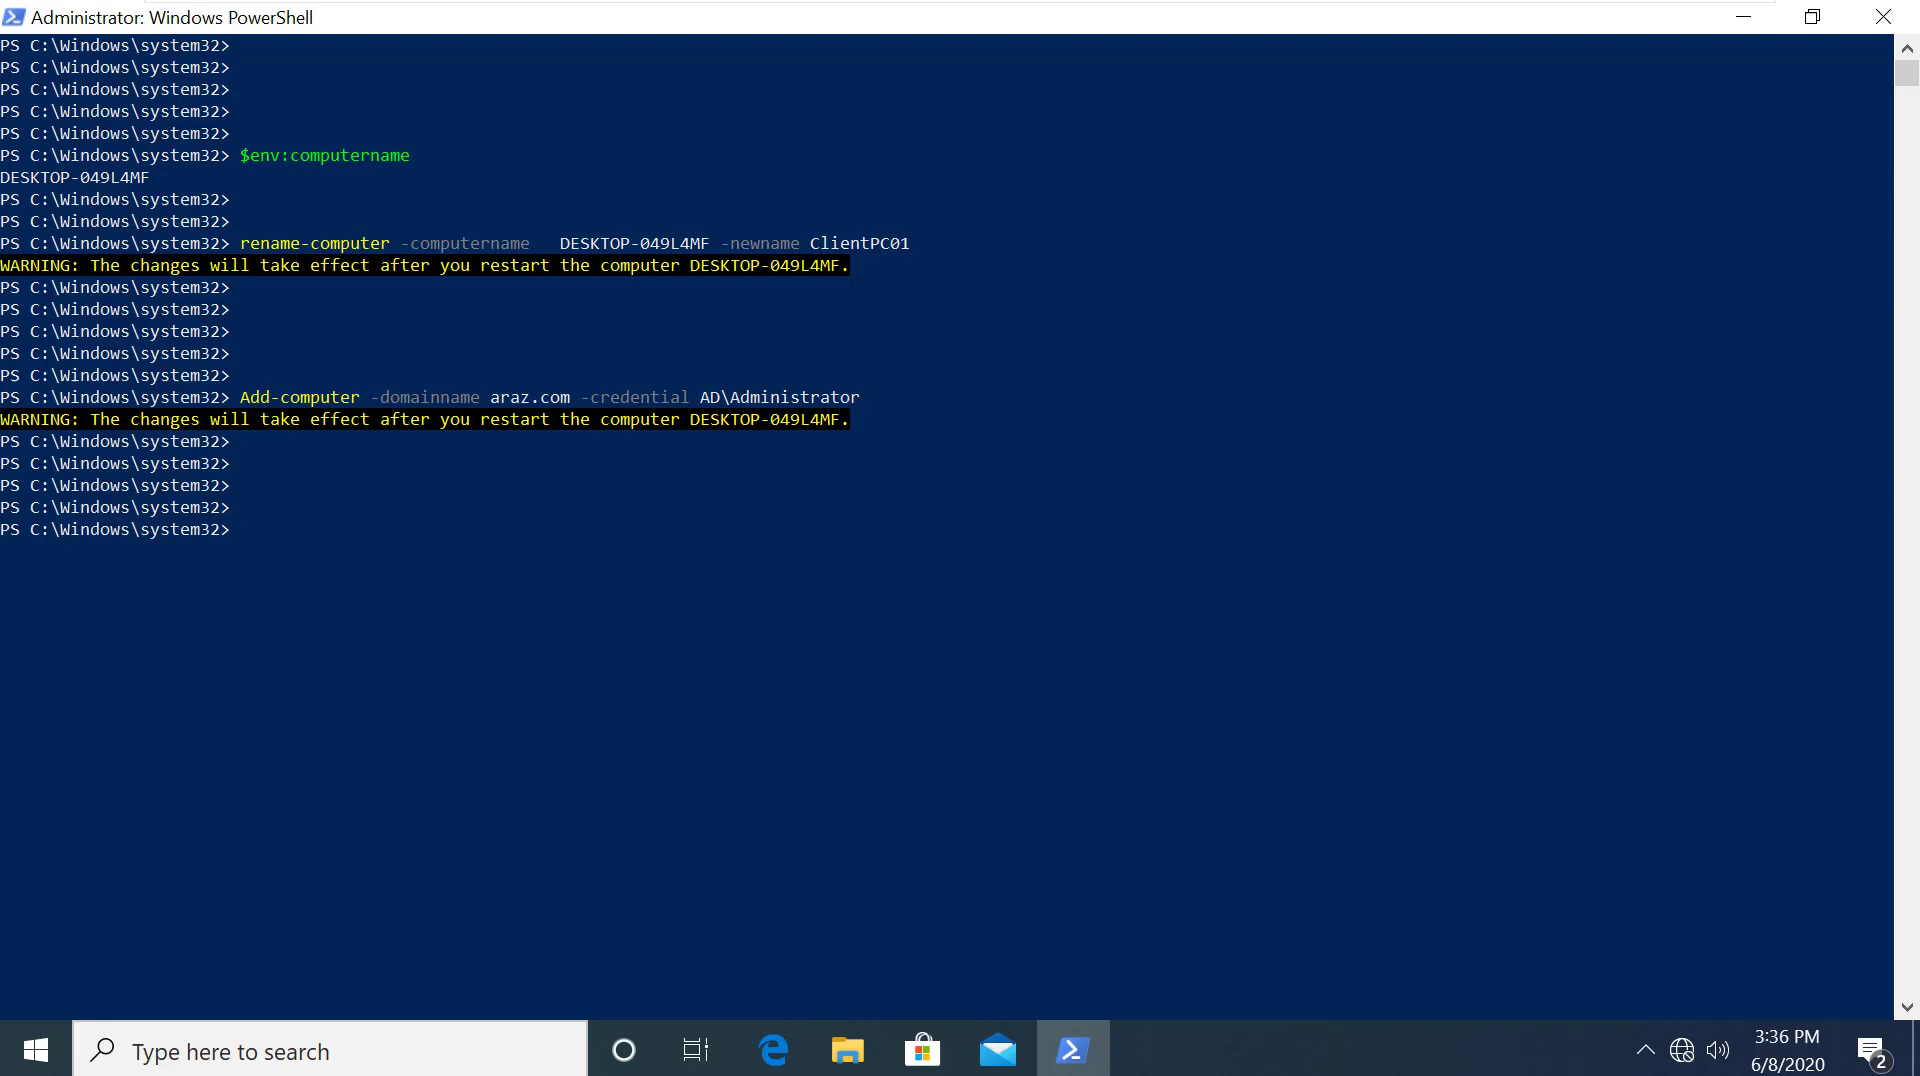 Administrator: Windows PowerShell
PS C:\Windows\system32>
PS C:\Windows\system32>
PS C:\Windows\system32>
PS C:\Windows\system32>
PS C:\Windows\system32>
PS C:\Windows\system32> $env:computername
DESKTOP-049L4MF
PS C:\Windows\system32>
PS C:\Windows\system32>
PS C:\Windows\system32> rename-computer -computername   DESKTOP-049L4MF -newname ClientPC01
WARNING: The changes will take effect after you restart the computer DESKTOP-049L4MF.
PS C:\Windows\system32>
PS C:\Windows\system32>
PS C:\Windows\system32>
PS C:\Windows\system32>
PS C:\Windows\system32>
PS C:\Windows\system32> Add-computer -domainname araz.com -credential AD\Administrator
WARNING: The changes will take effect after you restart the computer DESKTOP-049L4MF.
PS C:\Windows\system32>
PS C:\Windows\system32>
PS C:\Windows\system32>
PS C:\Windows\system32>
PS C:\Windows\system32>
Type here to search
3:36 PM
6/8/2020
2